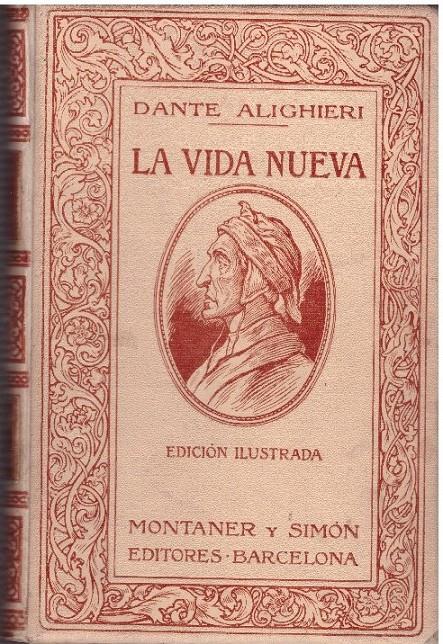 DANTE ALIGHIERI
LA VIDA NUEVA
EDICIÓN ILUSTRADA
MONTANER Y SIMÓN
EDITORES · BARCELONA